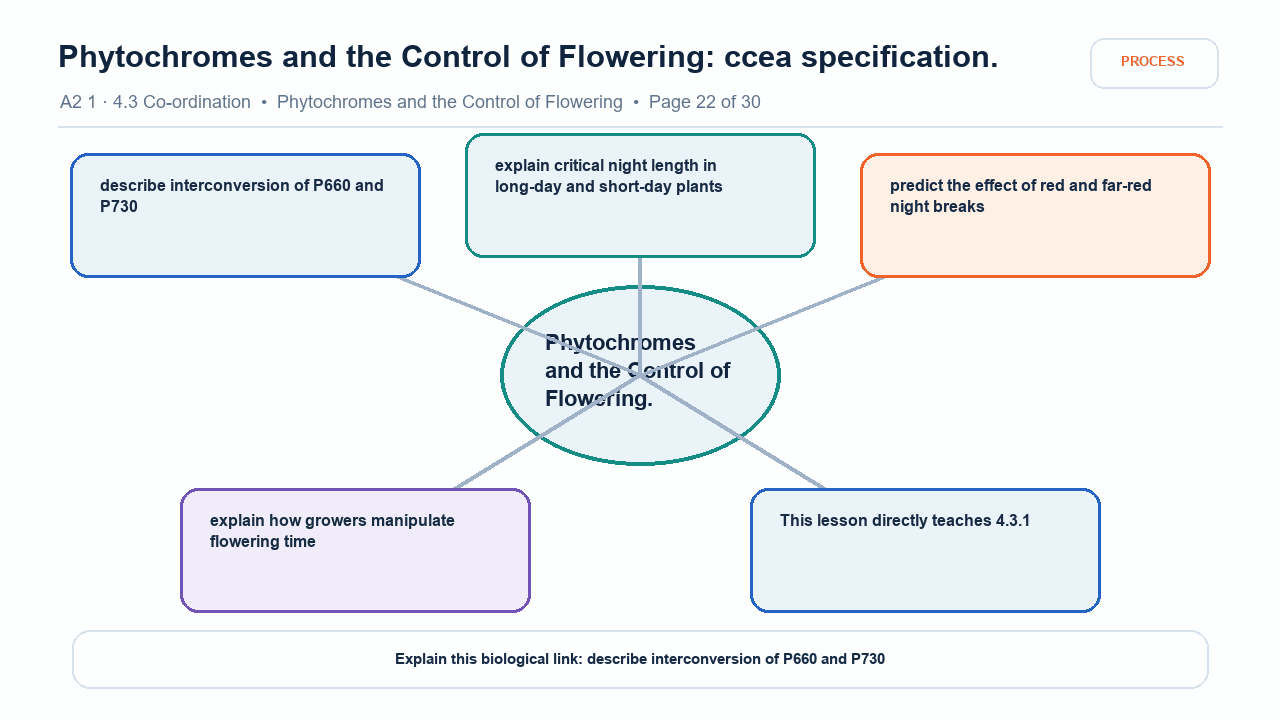 Phytochromes and the Control of Flowering: ccea specification.
PROCESS
A2 1 · 4.3 Co-ordination • Phytochromes and the Control of Flowering • Page 22 of 30
describe interconversion of P660 and
P730
explain critical night length in
long-day and short-day plants
predict the effect of red and far-red
night breaks
Phytochromes
and the Control of
Flowering.
explain how growers manipulate
flowering time
This lesson directly teaches 4.3.1
Explain this biological link: describe interconversion of P660 and P730